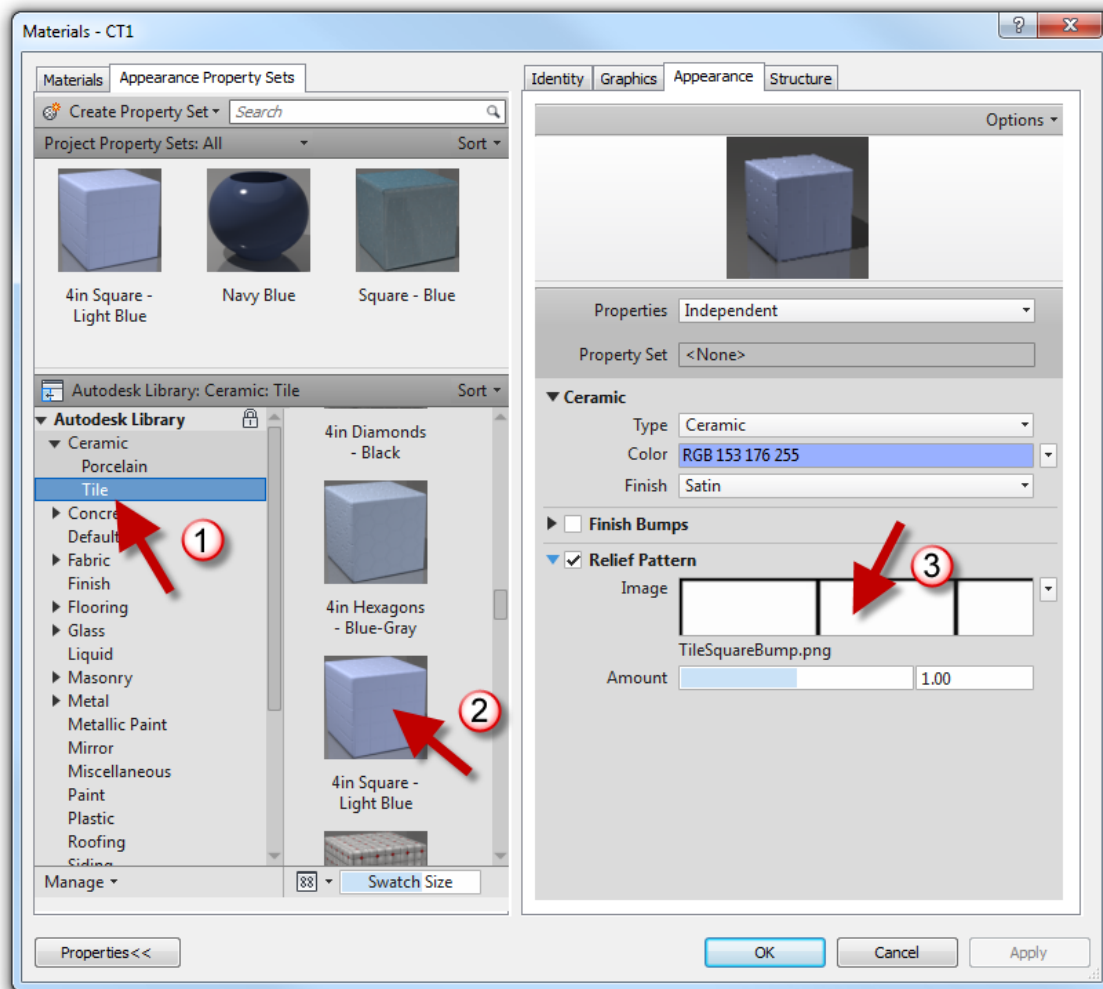 Materials - CT1
?
X
Materials
Appearance Property Sets
Create Property Set
Search
Project Property Sets: All
Sort
4in Square -
Light Blue
Navy Blue
Square - Blue
Autodesk Library: Ceramic: Tile
Sort
Autodesk Library
Ceramic
Porcelain
Tile
Concre
Default
Fabric
Finish
Flooring
Glass
Liquid
Masonry
Metal
Metallic Paint
Mirror
Miscellaneous
Paint
Plastic
Roofing
Siding
1
4in Diamonds
- Black
4in Hexagons
- Blue-Gray
2
4in Square -
Light Blue
Manage
Swatch Size
Identity
Graphics
Appearance
Structure
Options
Properties
Independent
Property Set
<None>
Ceramic
Type
Ceramic
Color
RGB 153 176 255
Finish
Satin
Finish Bumps
Relief Pattern
3
Image
TileSquareBump.png
Amount
1.00
Properties<<
OK
Cancel
Apply